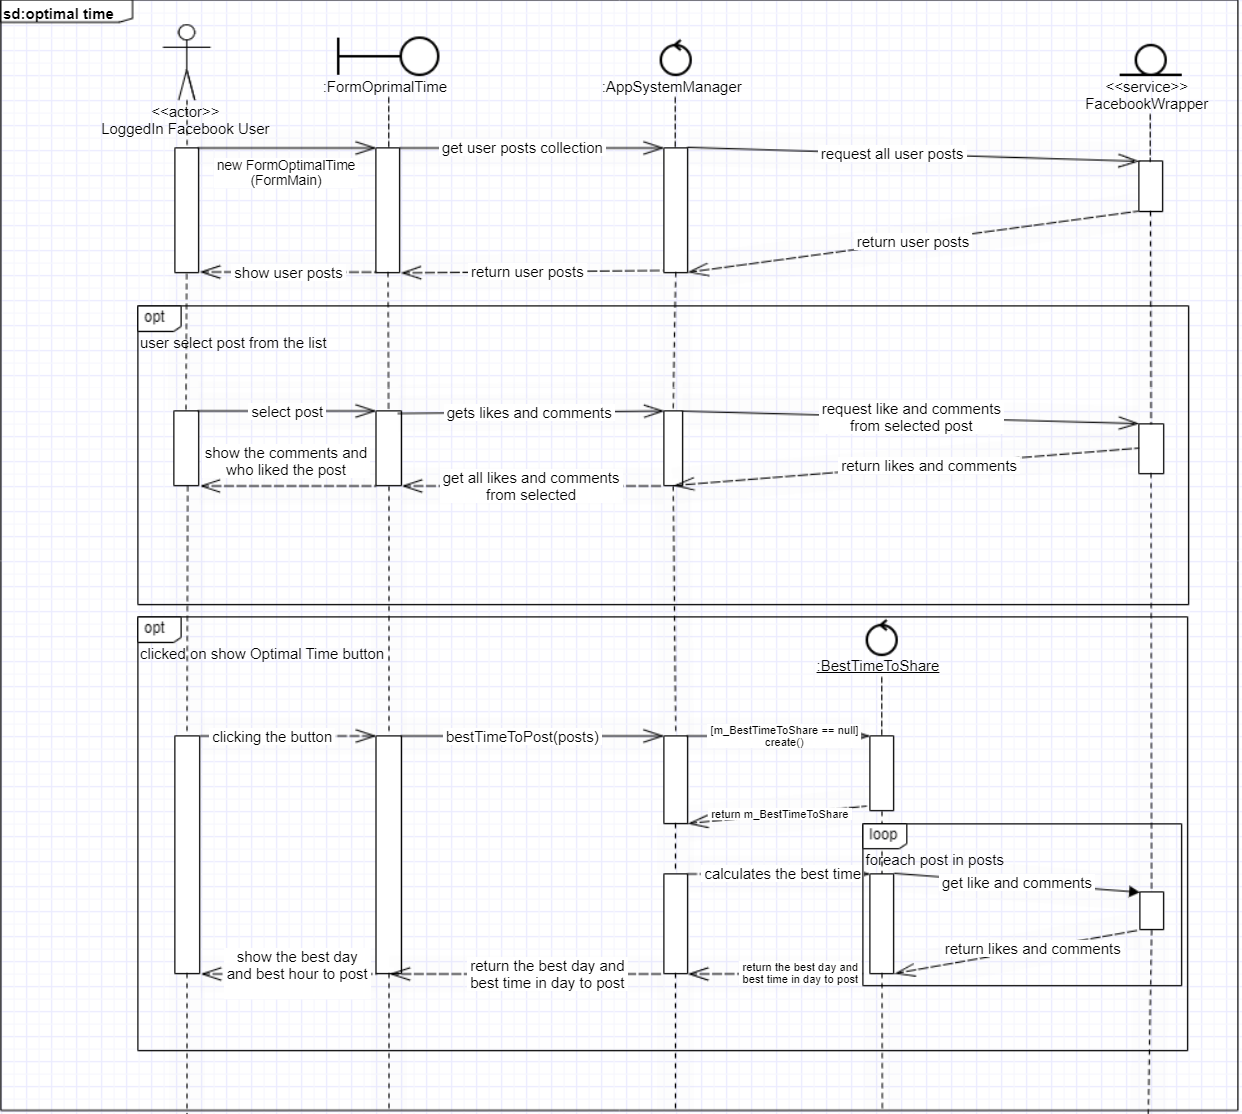 sd:optimal time
<<actor>>
LoggedIn Facebook User
:FormOprimalTime
:AppSystemManager
<<service>>
FacebookWrapper
new FormOptimalTime
(FormMain)
get user posts collection
request all user posts
return user posts
show user posts
return user posts
opt
user select post from the list
select post
gets likes and comments
request like and comments
from selected post
show the comments and
who liked the post
get all likes and comments
from selected
return likes and comments
opt
clicked on show Optimal Time button
:BestTimeToShare
clicking the button
bestTimeToPost(posts)
[m_BestTimeToShare == null]
create()
return m_BestTimeToShare
loop
foreach post in posts
calculates the best time
get like and comments
return likes and comments
show the best day
and best hour to post
return the best day and
best time in day to post
return the best day and
best time in day to post